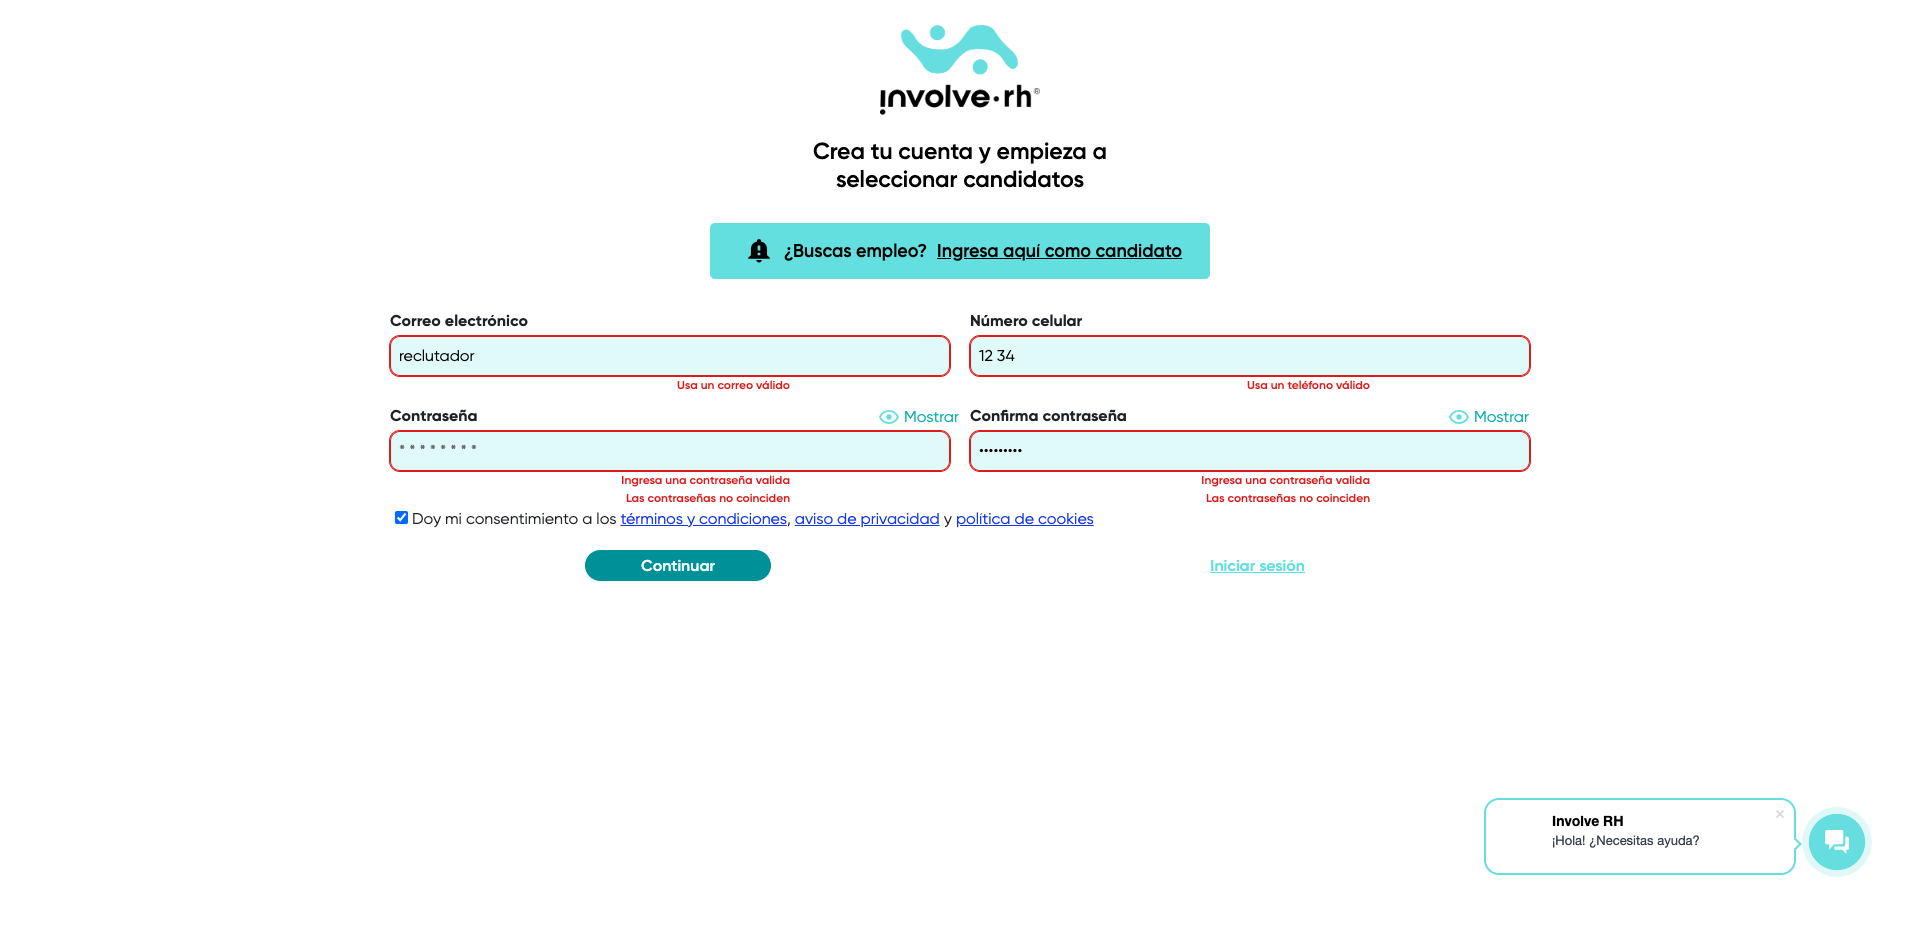 involve·rh®
Crea tu cuenta y empieza a
seleccionar candidatos
¿Buscas empleo? Ingresa aquí como candidato
Correo electrónico
reclutador
Usa un correo válido
Número celular
12 34
Usa un teléfono válido
Contraseña
Mostrar
* * * * * * * *
Ingresa una contraseña valida
Las contraseñas no coinciden
Confirma contraseña
Mostrar
•••••••••
Ingresa una contraseña valida
Las contraseñas no coinciden
Doy mi consentimiento a los términos y condiciones, aviso de privacidad y política de cookies
Continuar
Iniciar sesión
Involve RH
¡Hola! ¿Necesitas ayuda?